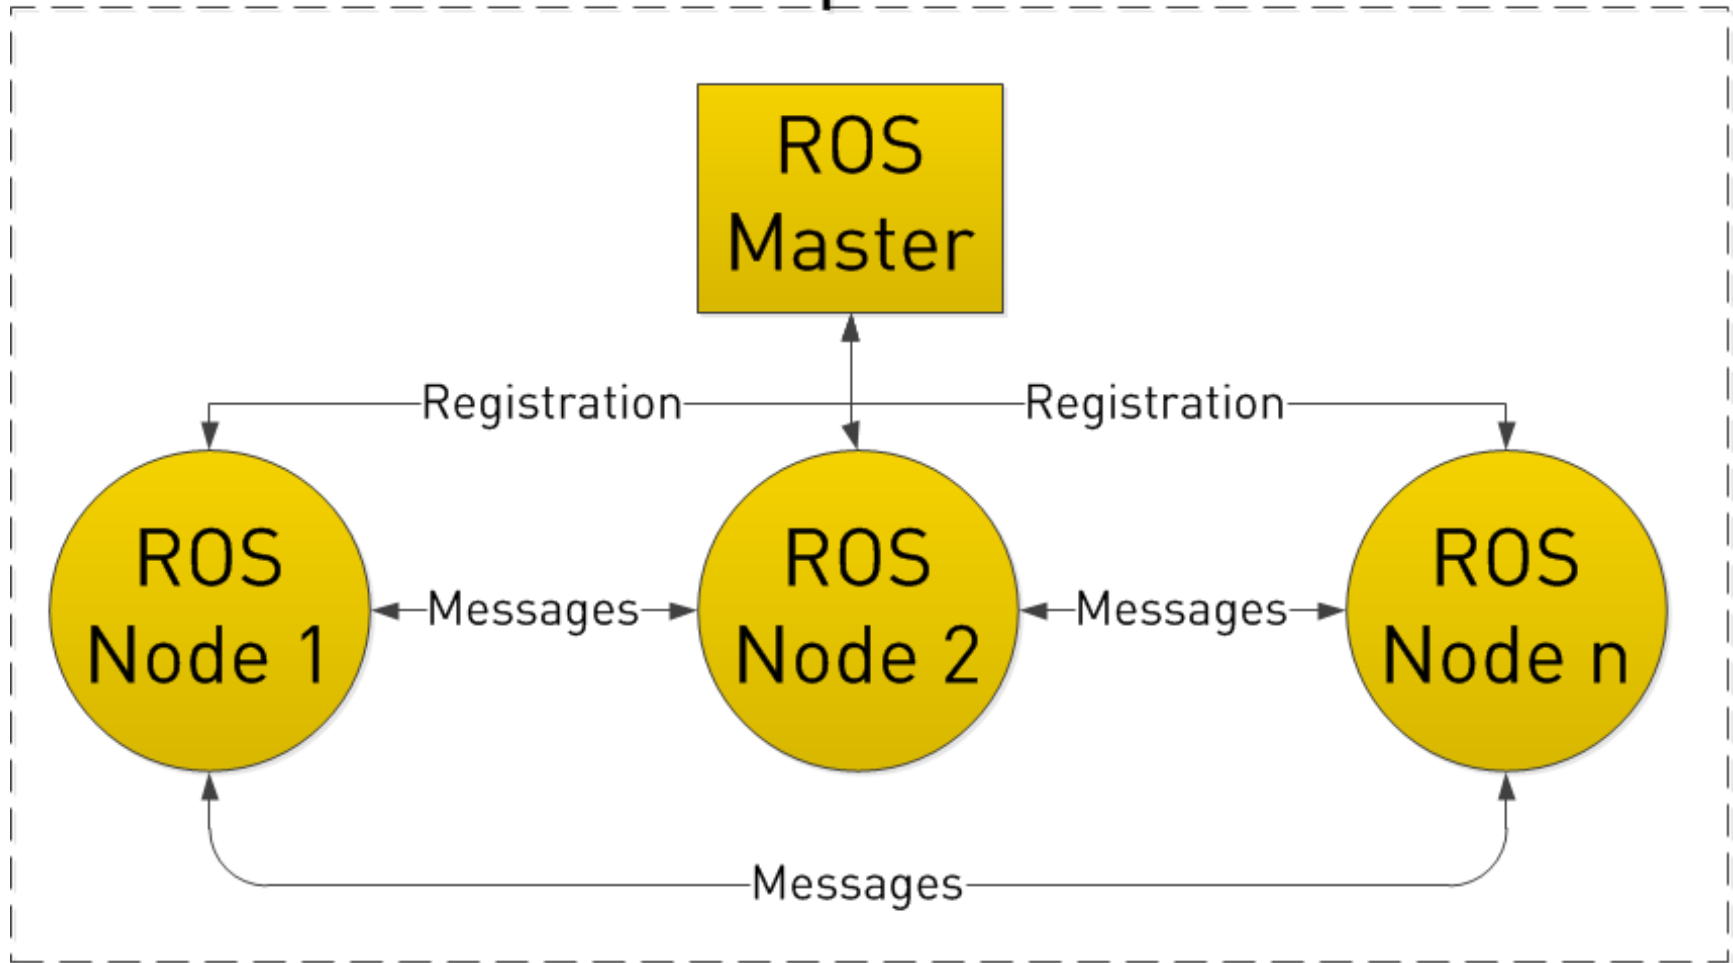 ROS
Master
Registration
Registration
ROS
Node 1
Messages
ROS
Node 2
Messages
ROS
Node n
Messages